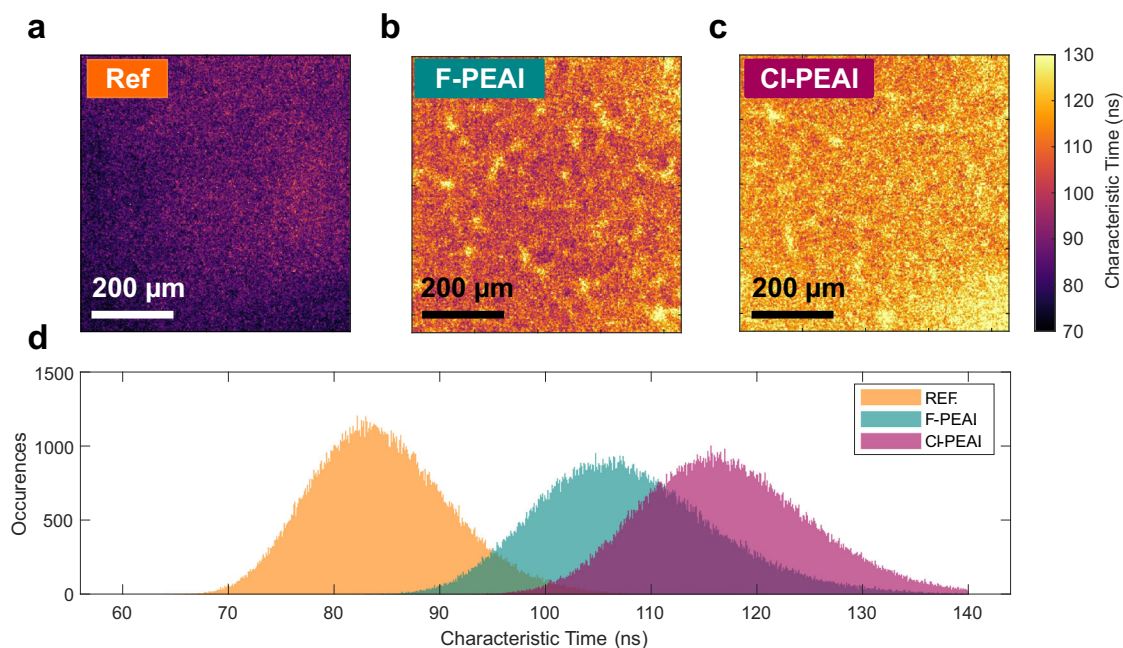 a
b
c
Ref
F-PEAI
Cl-PEAI
200 µm
200 µm
200 µm
130
120
110
100
90
80
70
Characteristic Time (ns)
d
1500
1000
500
0
Occurences
REF.
F-PEAI
Cl-PEAI
60
70
80
90
100
110
120
130
140
Characteristic Time (ns)